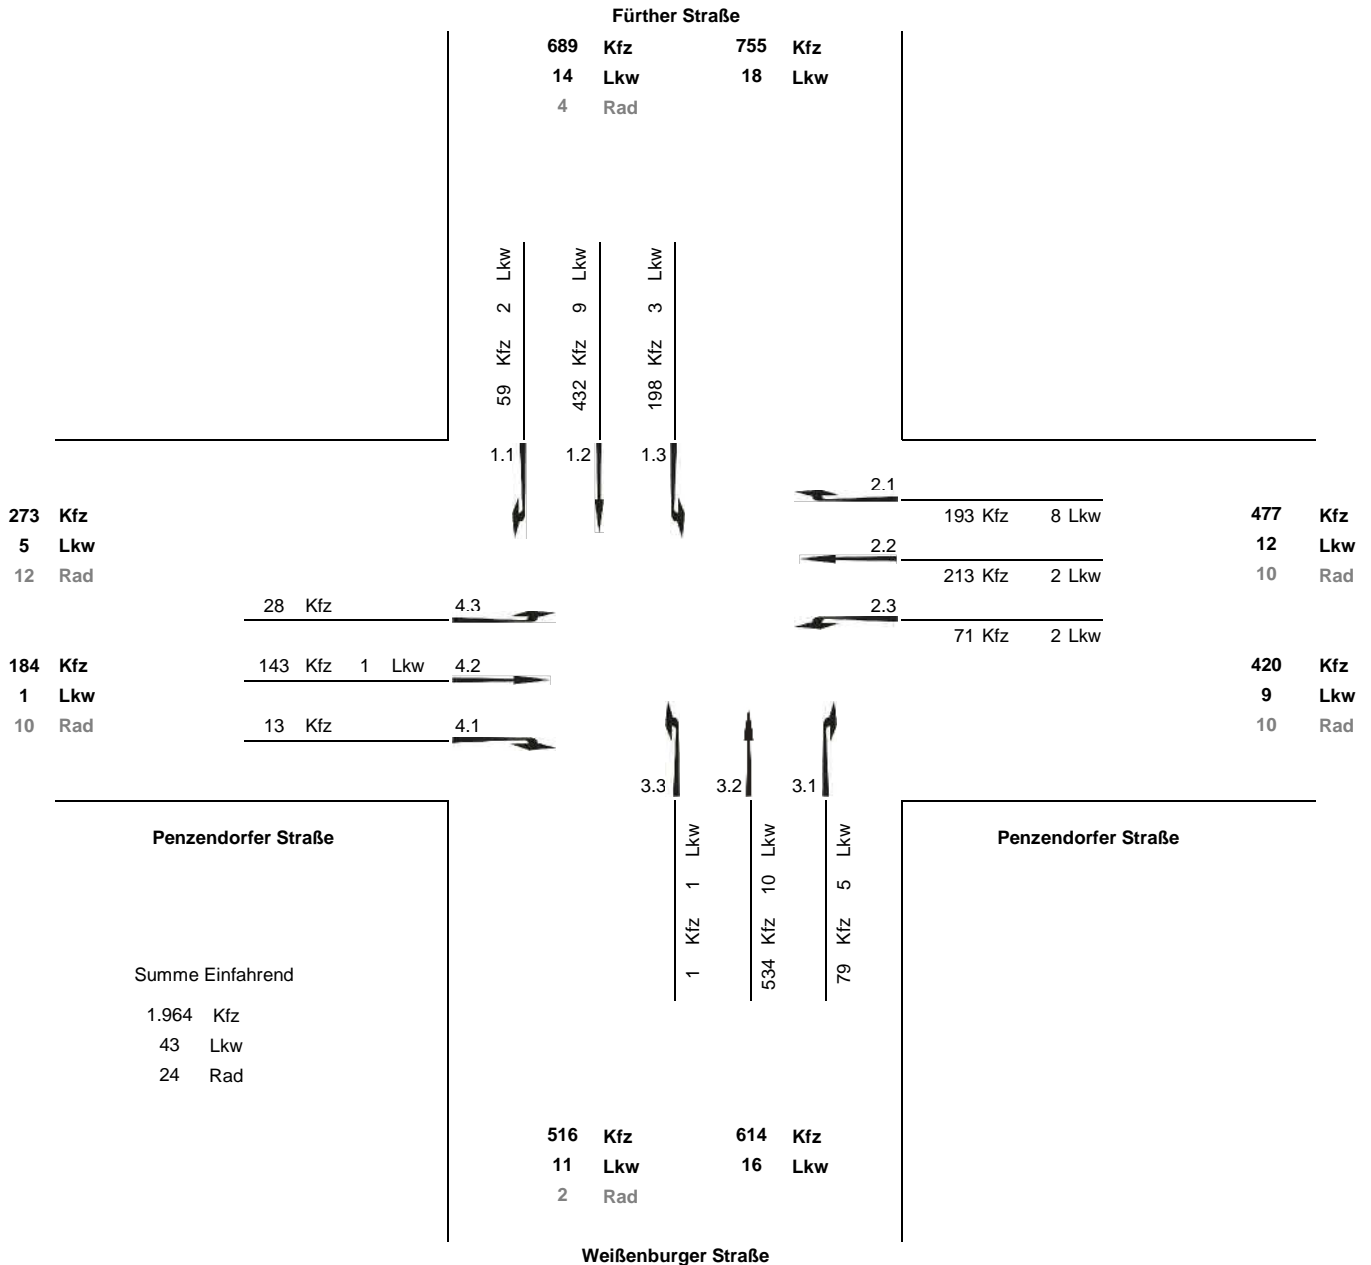 Fürther Straße
689 Kfz 755 Kfz
14 Lkw 18 Lkw
4 Rad
59 Kfz 2 Lkw
432 Kfz 9 Lkw
198 Kfz 3 Lkw
1.1 1.2 1.3
2.1
193 Kfz 8 Lkw
2.2
213 Kfz 2 Lkw
2.3
71 Kfz 2 Lkw
273 Kfz
5 Lkw
12 Rad
477 Kfz
12 Lkw
10 Rad
28 Kfz 4.3
143 Kfz 1 Lkw 4.2
13 Kfz 4.1
184 Kfz
1 Lkw
10 Rad
420 Kfz
9 Lkw
10 Rad
3.3 3.2 3.1
1 Kfz 1 Lkw
534 Kfz 10 Lkw
79 Kfz 5 Lkw
Penzendorfer Straße
Penzendorfer Straße
Summe Einfahrend
1.964 Kfz
43 Lkw
24 Rad
516 Kfz 614 Kfz
11 Lkw 16 Lkw
2 Rad
Weißenburger Straße